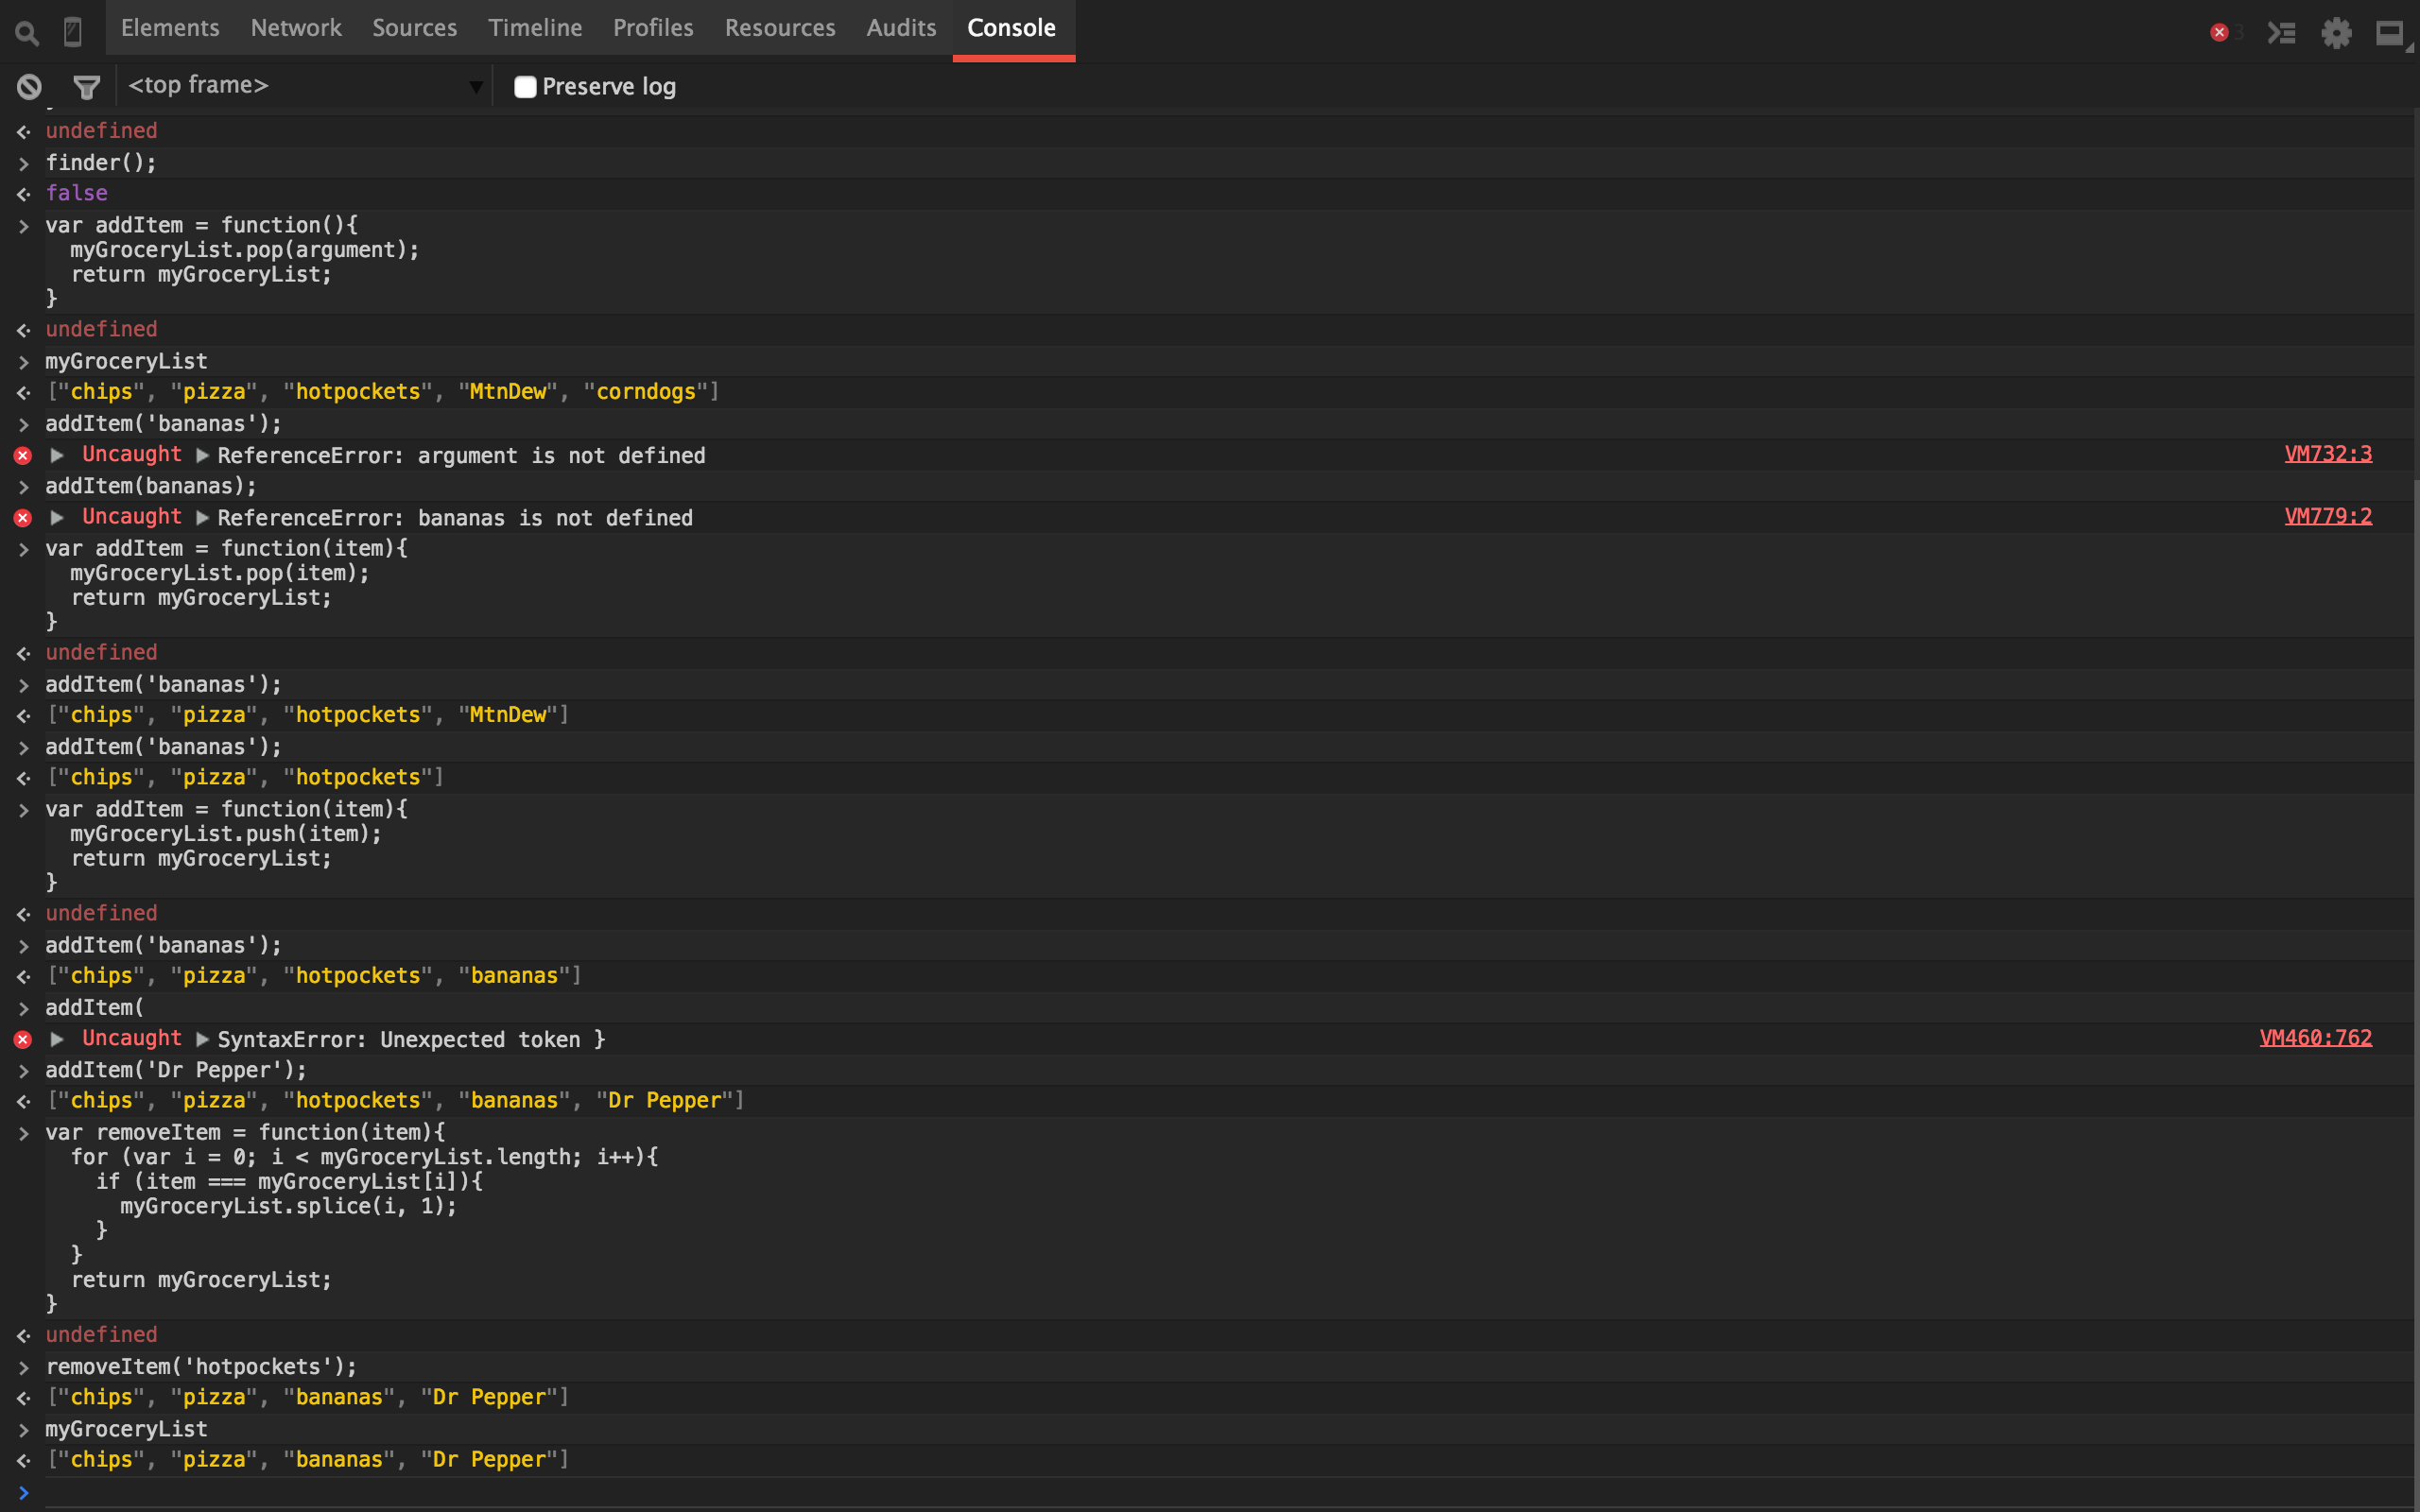 Elements Network Sources Timeline Profiles Resources Audits Console 3
<top frame> Preserve log
undefined
finder();
false
var addItem = function(){
  myGroceryList.pop(argument);
  return myGroceryList;
}
undefined
myGroceryList
["chips", "pizza", "hotpockets", "MtnDew", "corndogs"]
addItem('bananas');
Uncaught ReferenceError: argument is not defined VM732:3
addItem(bananas);
Uncaught ReferenceError: bananas is not defined VM779:2
var addItem = function(item){
  myGroceryList.pop(item);
  return myGroceryList;
}
undefined
addItem('bananas');
["chips", "pizza", "hotpockets", "MtnDew"]
addItem('bananas');
["chips", "pizza", "hotpockets"]
var addItem = function(item){
  myGroceryList.push(item);
  return myGroceryList;
}
undefined
addItem('bananas');
["chips", "pizza", "hotpockets", "bananas"]
addItem(
Uncaught SyntaxError: Unexpected token } VM460:762
addItem('Dr Pepper');
["chips", "pizza", "hotpockets", "bananas", "Dr Pepper"]
var removeItem = function(item){
  for (var i = 0; i < myGroceryList.length; i++){
    if (item === myGroceryList[i]){
      myGroceryList.splice(i, 1);
    }
  }
  return myGroceryList;
}
undefined
removeItem('hotpockets');
["chips", "pizza", "bananas", "Dr Pepper"]
myGroceryList
["chips", "pizza", "bananas", "Dr Pepper"]